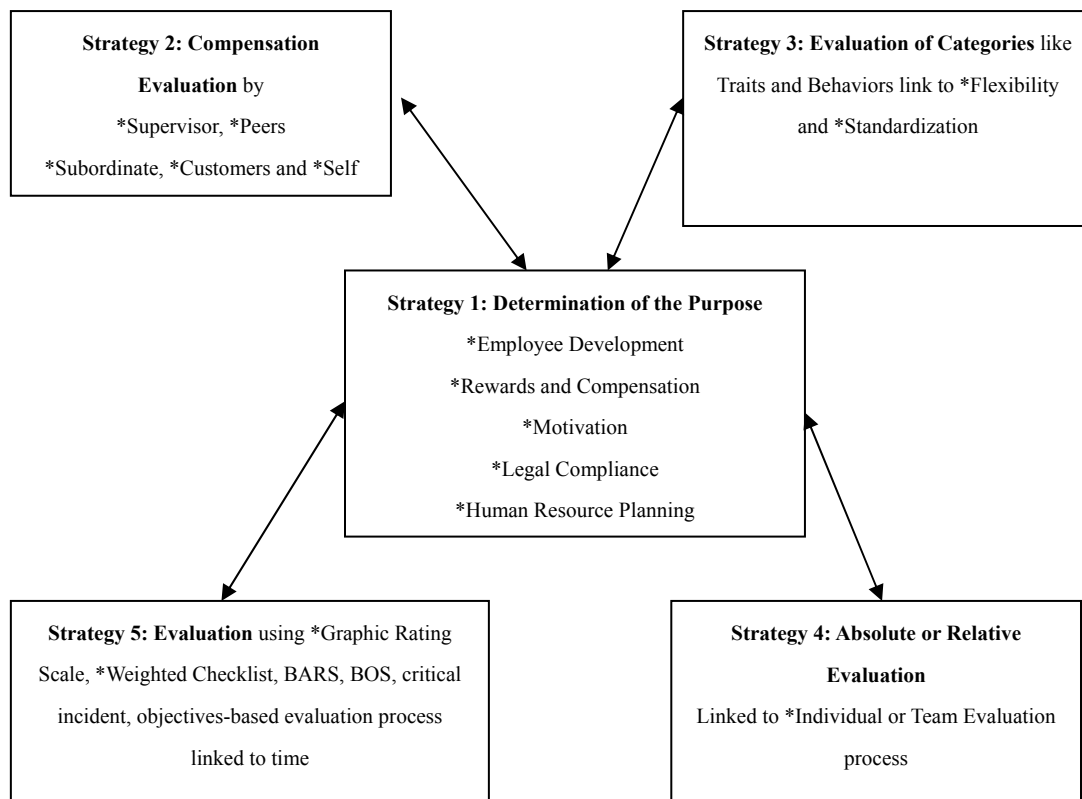 Strategy 2: Compensation
Evaluation by
*Supervisor, *Peers
*Subordinate, *Customers and *Self
Strategy 3: Evaluation of Categories like
Traits and Behaviors link to *Flexibility
and *Standardization
Strategy 1: Determination of the Purpose
*Employee Development
*Rewards and Compensation
*Motivation
*Legal Compliance
*Human Resource Planning
Strategy 5: Evaluation using *Graphic Rating
Scale, *Weighted Checklist, BARS, BOS, critical
incident, objectives-based evaluation process
linked to time
Strategy 4: Absolute or Relative
Evaluation
Linked to *Individual or Team Evaluation
process